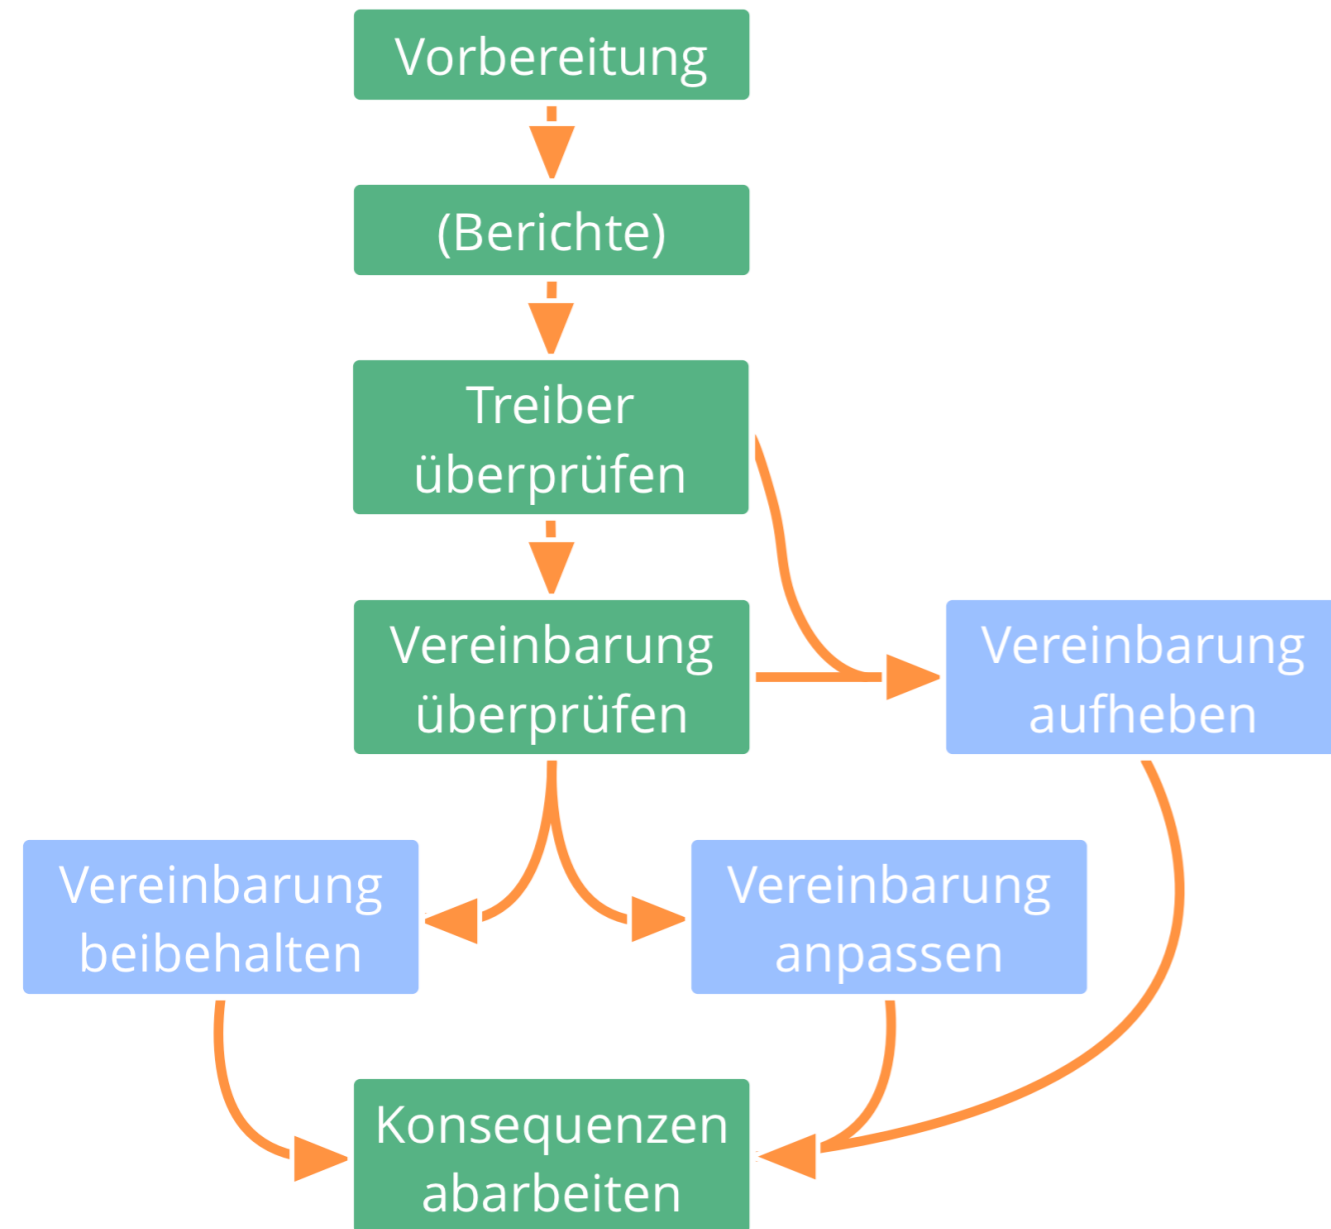 Vorbereitung
(Berichte)
Treiber
überprüfen
Vereinbarung
überprüfen
Vereinbarung
aufheben
Vereinbarung
beibehalten
Vereinbarung
anpassen
Konsequenzen
abarbeiten